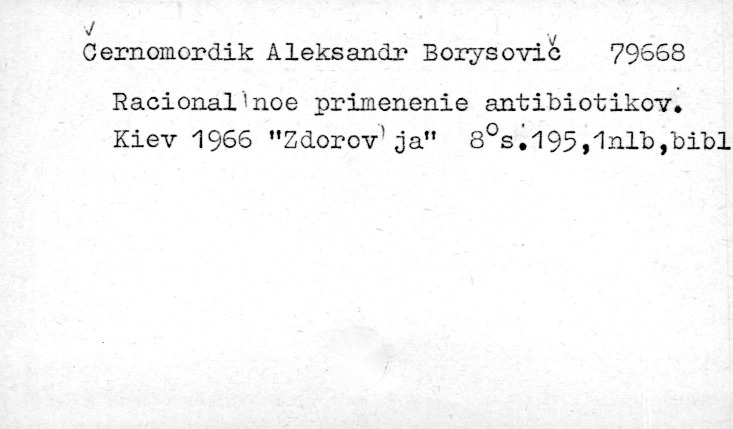 Černomordik Aleksandr Borysovič 79668
Racional'noe primenenie antibiotikov.
Kiev 1966 "Zdorov'ja" 8°s.195,1nlb,bibl